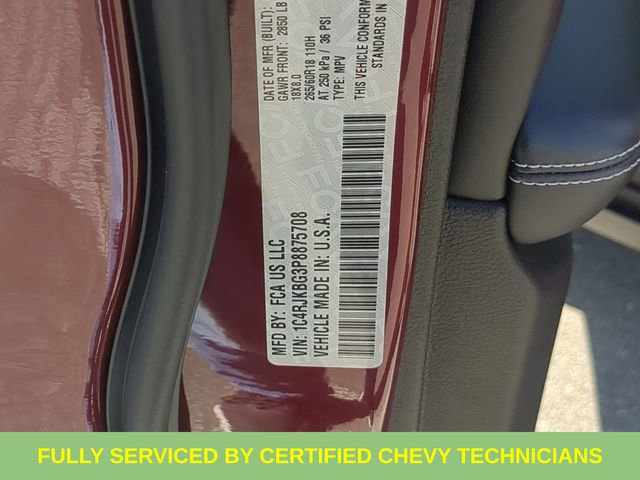 MFD BY: FCA US LLC
DATE OF MFR (BUILT):
GAWR FRONT: 2850 LB
18X8.0
265/60R18 110H
AT 250 kPa / 36 PSI
TYPE: MPV
THIS VEHICLE CONFORM
STANDARDS IN
VIN: 1C4RJKBG3P8875708
VEHICLE MADE IN: U.S.A.
FULLY SERVICED BY CERTIFIED CHEVY TECHNICIANS